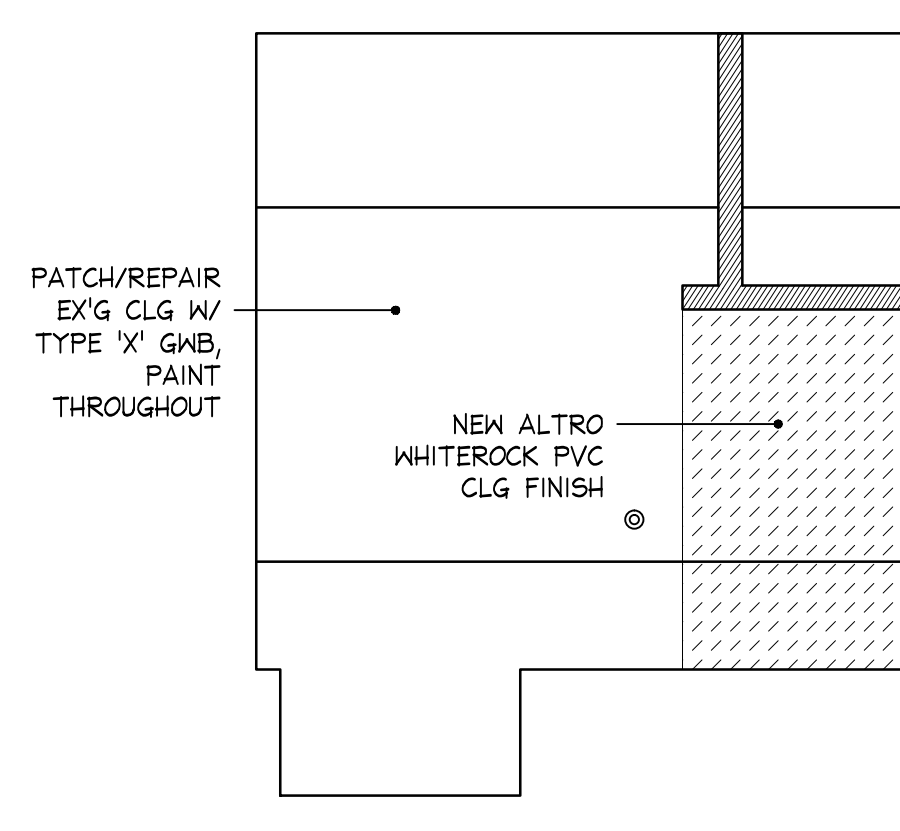 PATCH/REPAIR
EX'G CLG W/
TYPE 'X' GWB,
PAINT
THROUGHOUT
NEW ALTRO
WHITEROCK PVC
CLG FINISH